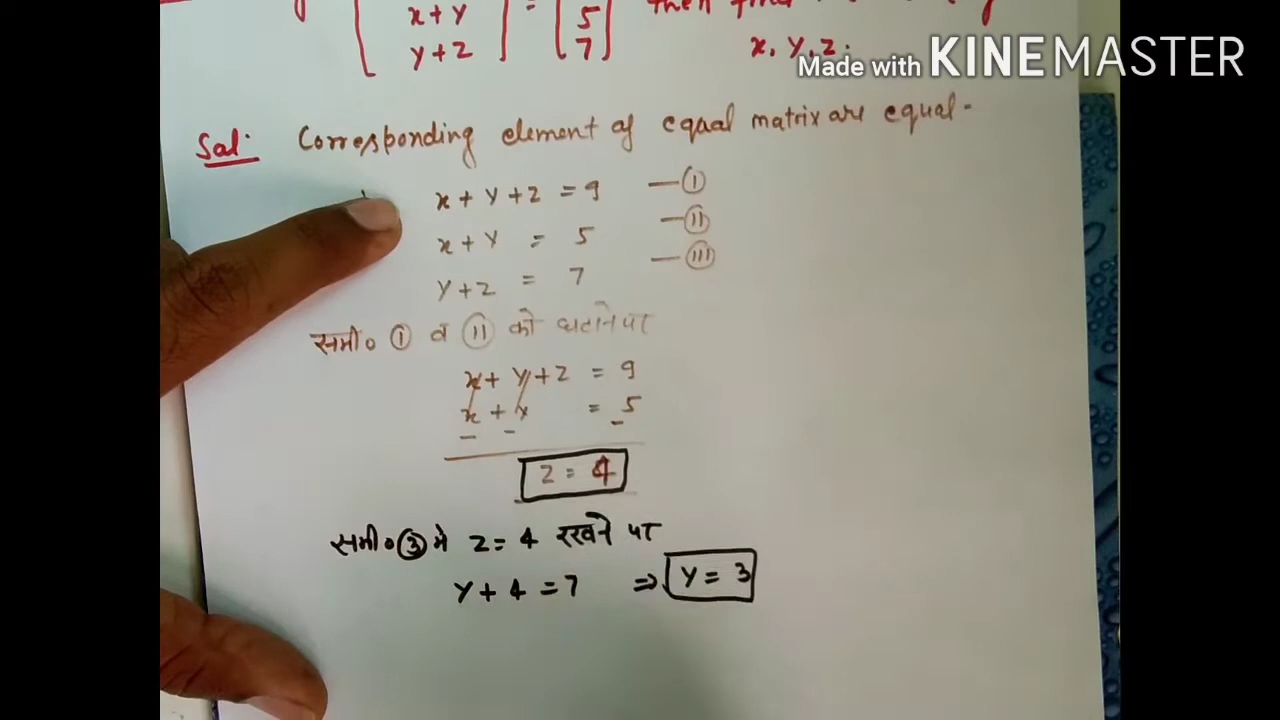 x+y = 5 then find
y+z 7 x, y, z.
Made with KINEMASTER
Sol. Corresponding element of equal matrix are equal-
x + y + z = 9 — (I)
x + y = 5 — (II)
y + z = 7 — (III)
समी० (I) व (II) को घटाने पर
x + y + z = 9
x + y = 5
- - -
z = 4
समी० (3) मे z = 4 रखने पर
y + 4 = 7 ⇒ y = 3